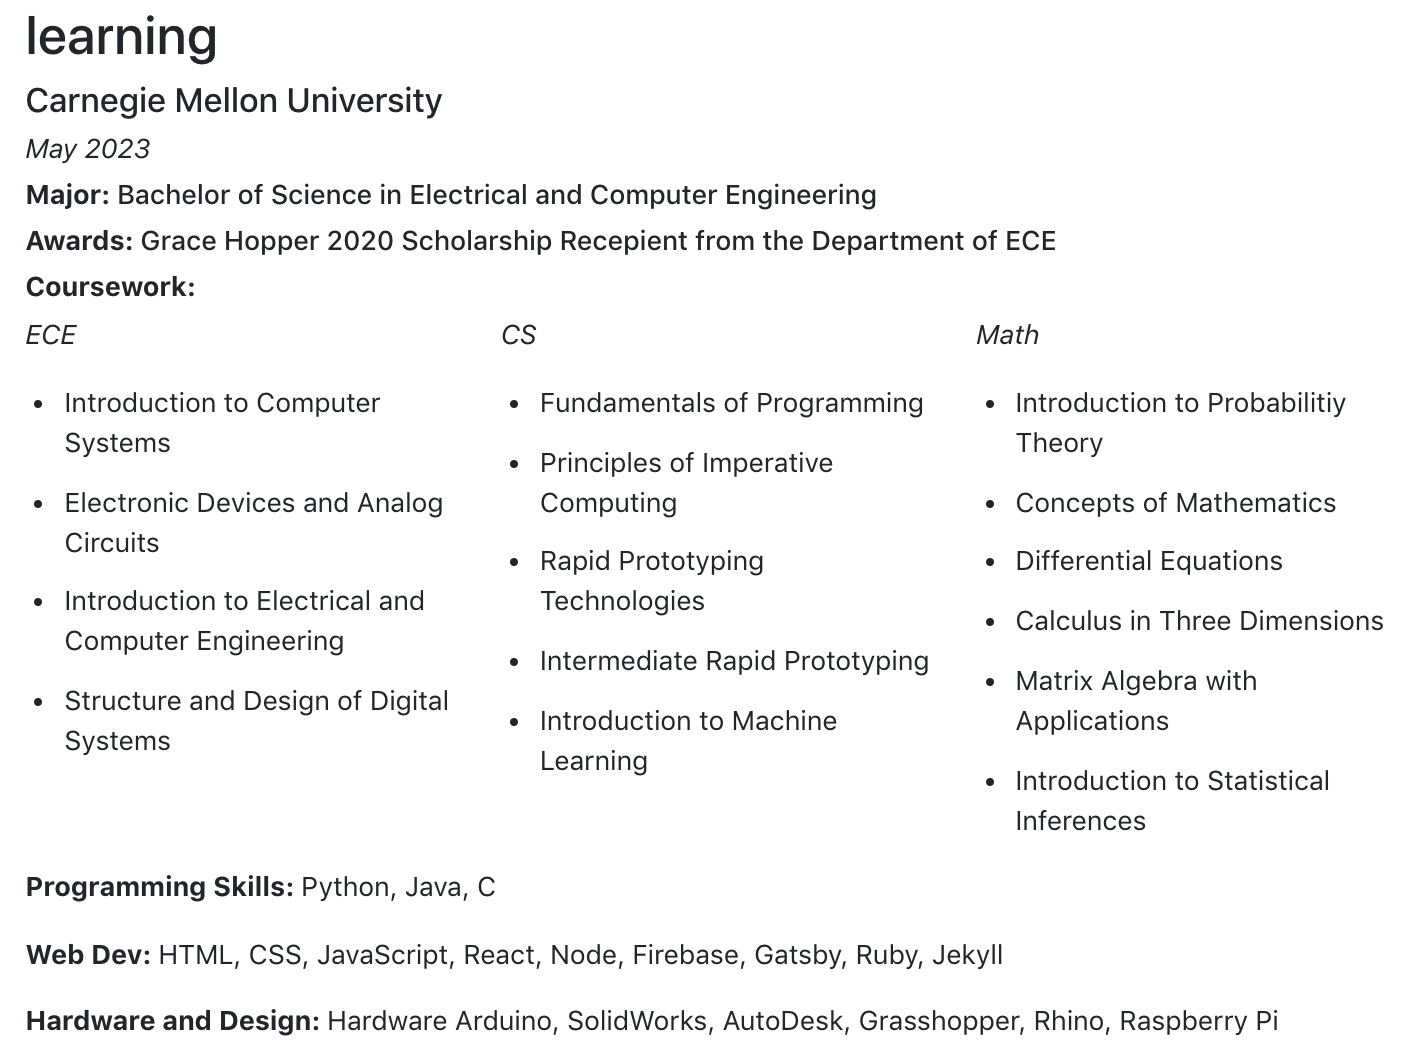 learning
Carnegie Mellon University
May 2023
Major: Bachelor of Science in Electrical and Computer Engineering
Awards: Grace Hopper 2020 Scholarship Recepient from the Department of ECE
Coursework:
ECE
• Introduction to Computer
Systems
• Electronic Devices and Analog
Circuits
• Introduction to Electrical and
Computer Engineering
• Structure and Design of Digital
Systems
CS
• Fundamentals of Programming
• Principles of Imperative
Computing
• Rapid Prototyping
Technologies
• Intermediate Rapid Prototyping
• Introduction to Machine
Learning
Math
• Introduction to Probabilitiy
Theory
• Concepts of Mathematics
• Differential Equations
• Calculus in Three Dimensions
• Matrix Algebra with
Applications
• Introduction to Statistical
Inferences
Programming Skills: Python, Java, C
Web Dev: HTML, CSS, JavaScript, React, Node, Firebase, Gatsby, Ruby, Jekyll
Hardware and Design: Hardware Arduino, SolidWorks, AutoDesk, Grasshopper, Rhino, Raspberry Pi